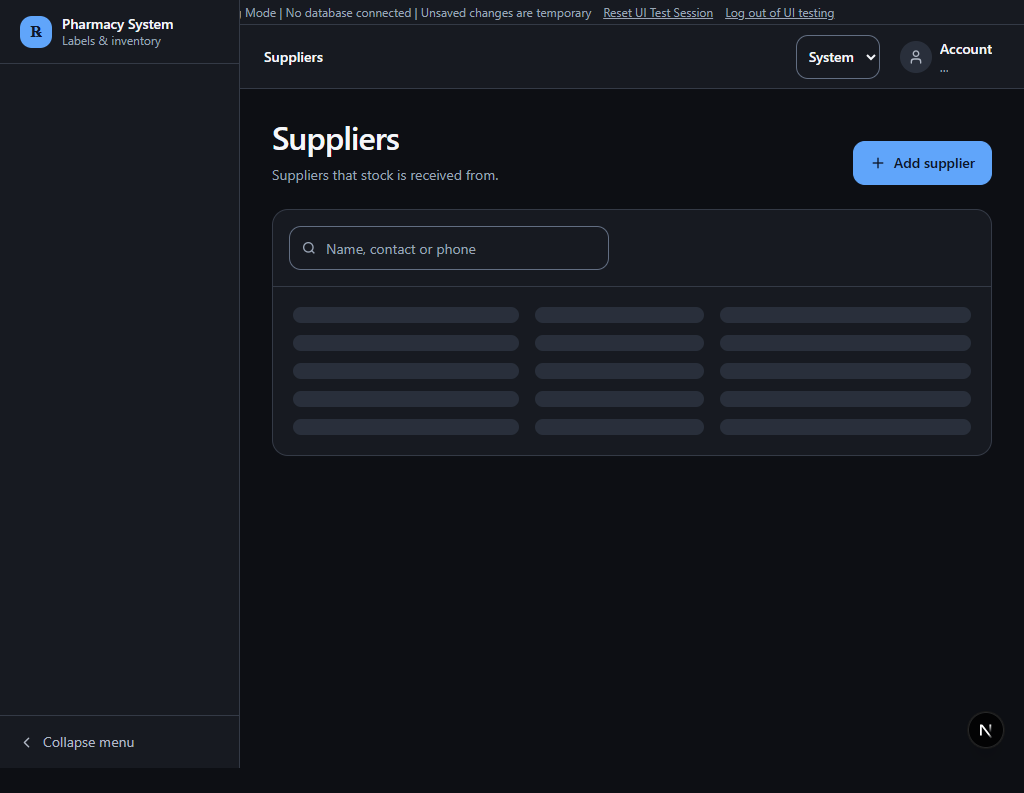 Pharmacy System
Labels & inventory
Mode | No database connected | Unsaved changes are temporary Reset UI Test Session Log out of UI testing
Suppliers
System
Account
...
Suppliers
Suppliers that stock is received from.
+ Add supplier
Name, contact or phone
Collapse menu
N